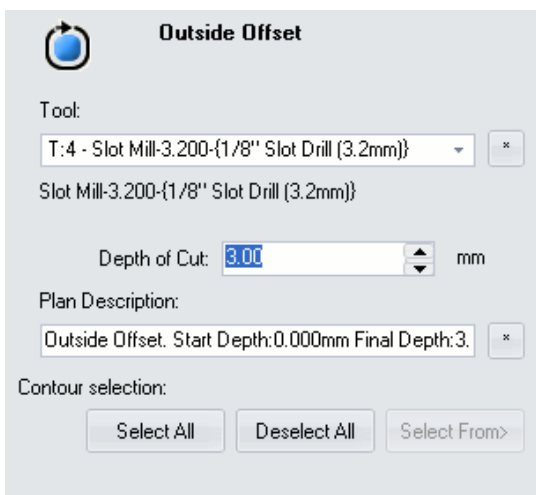 Outside Offset
Tool:
T:4 - Slot Mill-3.200-{1/8'' Slot Drill (3.2mm)} *
Slot Mill-3.200-{1/8'' Slot Drill (3.2mm)}
Depth of Cut: 3.00 mm
Plan Description:
Outside Offset. Start Depth:0.000mm Final Depth:3. *
Contour selection:
Select All Deselect All Select From>